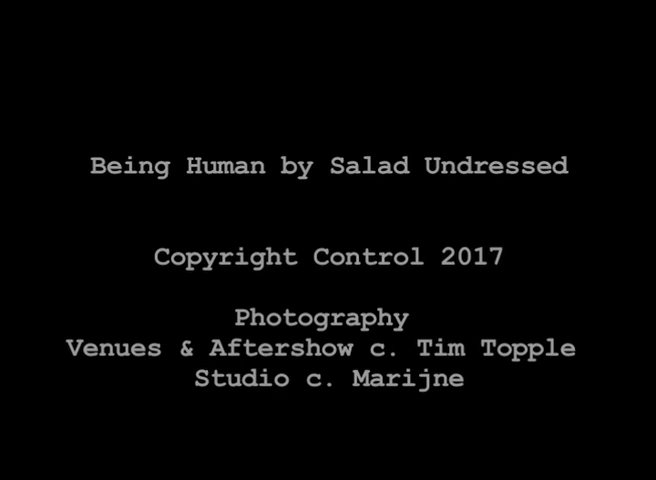 Being Human by Salad Undressed
Copyright Control 2017
Photography
Venues & Aftershow c. Tim Topple
Studio c. Marijne